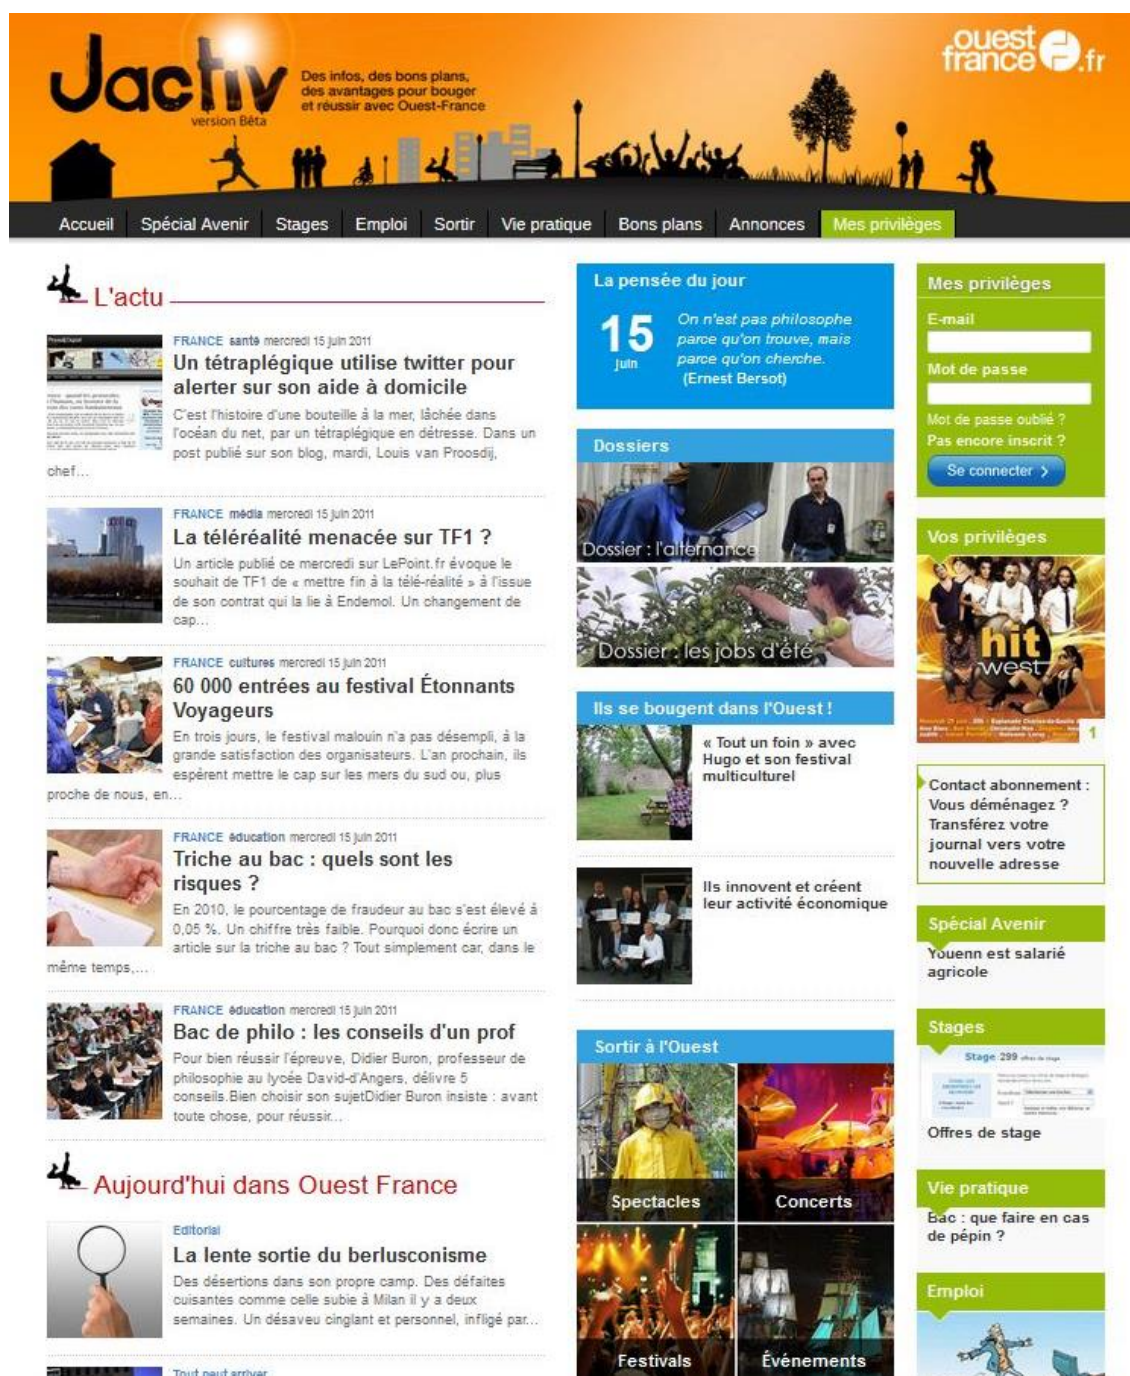 Jactiv
version Bêta
Des infos, des bons plans,
des avantages pour bouger
et réussir avec Ouest-France
ouest
france
.fr
Accueil
Spécial Avenir
Stages
Emploi
Sortir
Vie pratique
Bons plans
Annonces
Mes privilèges
L'actu
FRANCE santé mercredi 15 juin 2011
Un tétraplégique utilise twitter pour
alerter sur son aide à domicile
C'est l'histoire d'une bouteille à la mer, lâchée dans
l'océan du net, par un tétraplégique en détresse. Dans un
post publié sur son blog, mardi, Louis van Proosdij,
chef...
FRANCE média mercredi 15 juin 2011
La téléréalité menacée sur TF1 ?
Un article publié ce mercredi sur LePoint.fr évoque le
souhait de TF1 de « mettre fin à la télé-réalité » à l'issue
de son contrat qui la lie à Endemol. Un changement de
cap...
FRANCE cultures mercredi 15 juin 2011
60 000 entrées au festival Étonnants
Voyageurs
En trois jours, le festival malouin n'a pas désempli, à la
grande satisfaction des organisateurs. L'an prochain, ils
espèrent mettre le cap sur les mers du sud ou, plus
proche de nous, en...
FRANCE éducation mercredi 15 juin 2011
Triche au bac : quels sont les
risques ?
En 2010, le pourcentage de fraudeur au bac s'est élevé à
0,05 %. Un chiffre très faible. Pourquoi donc écrire un
article sur la triche au bac ? Tout simplement car, dans le
même temps,...
FRANCE éducation mercredi 15 juin 2011
Bac de philo : les conseils d'un prof
Pour bien réussir l'épreuve, Didier Buron, professeur de
philosophie au lycée David-d'Angers, délivre 5
conseils.Bien choisir son sujetDidier Buron insiste : avant
toute chose, pour réussir...
Aujourd'hui dans Ouest France
Editorial
La lente sortie du berlusconisme
Des désertions dans son propre camp. Des défaites
cuisantes comme celle subie à Milan il y a deux
semaines. Un désaveu cinglant et personnel, infligé par...
Tout peut arriver
La pensée du jour
15
juin
On n'est pas philosophe
parce qu'on trouve, mais
parce qu'on cherche.
(Ernest Bersot)
Dossiers
Dossier : l'alternance
Dossier : les jobs d'été
Ils se bougent dans l'Ouest !
« Tout un foin » avec
Hugo et son festival
multiculturel
Ils innovent et créent
leur activité économique
Sortir à l'Ouest
Spectacles
Concerts
Festivals
Événements
Mes privilèges
E-mail
Mot de passe
Mot de passe oublié ?
Pas encore inscrit ?
Se connecter
Vos privilèges
hit
west
1
Contact abonnement :
Vous déménagez ?
Transférez votre
journal vers votre
nouvelle adresse
Spécial Avenir
Youenn est salarié
agricole
Stages
Stage 299 offres de stage
Offres de stage
Vie pratique
Bac : que faire en cas
de pépin ?
Emploi